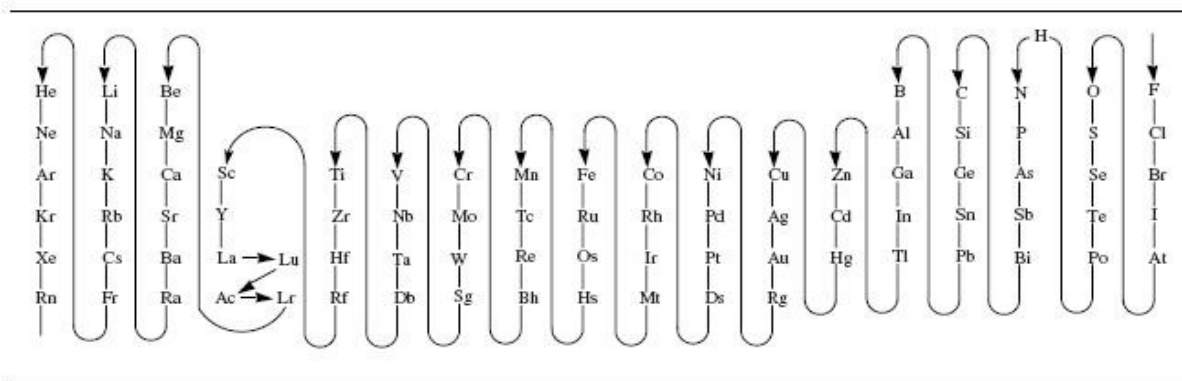 H
He Li Be B C N O F
Ne Na Mg Al Si P S Cl
Ar K Ca Sc Ti V Cr Mn Fe Co Ni Cu Zn Ga Ge As Se Br
Kr Rb Sr Y Zr Nb Mo Tc Ru Rh Pd Ag Cd In Sn Sb Te I
Xe Cs Ba La Lu Hf Ta W Re Os Ir Pt Au Hg Tl Pb Bi Po At
Rn Fr Ra Ac Lr Rf Db Sg Bh Hs Mt Ds Rg